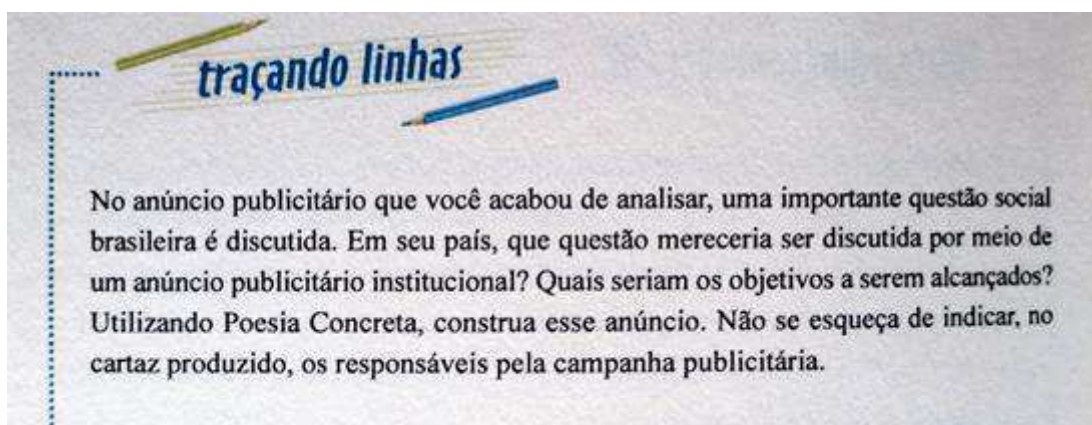 traçando linhas
No anúncio publicitário que você acabou de analisar, uma importante questão social
brasileira é discutida. Em seu país, que questão mereceria ser discutida por meio de
um anúncio publicitário institucional? Quais seriam os objetivos a serem alcançados?
Utilizando Poesia Concreta, construa esse anúncio. Não se esqueça de indicar, no
cartaz produzido, os responsáveis pela campanha publicitária.